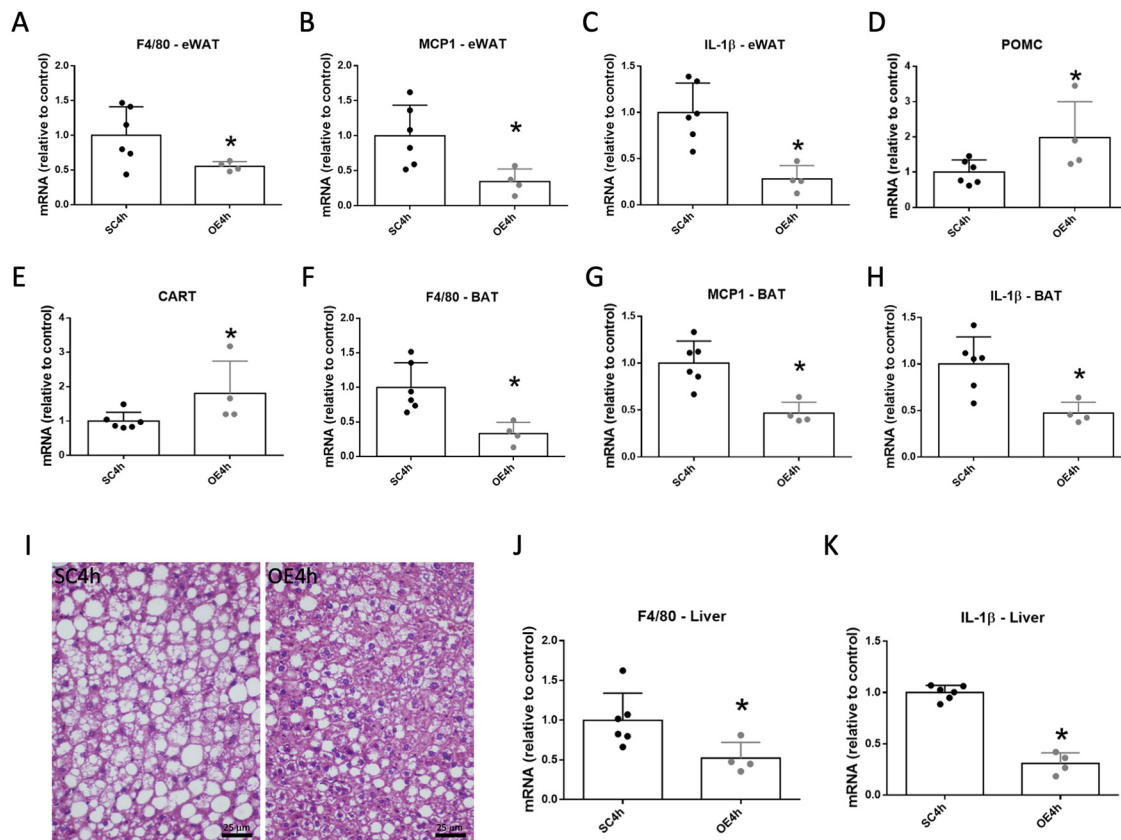 A
F4/80 - eWAT
mRNA (relative to control)
2.0
1.5
1.0
0.5
0.0
*
SC4h
OE4h
B
MCP1 - eWAT
mRNA (relative to control)
2.0
1.5
1.0
0.5
0.0
*
SC4h
OE4h
C
IL-1β - eWAT
mRNA (relative to control)
1.5
1.0
0.5
0.0
*
SC4h
OE4h
D
POMC
mRNA (relative to control)
4
3
2
1
0
*
SC4h
OE4h
E
CART
mRNA (relative to control)
4
3
2
1
0
*
SC4h
OE4h
F
F4/80 - BAT
mRNA (relative to control)
2.0
1.5
1.0
0.5
0.0
*
SC4h
OE4h
G
MCP1 - BAT
mRNA (relative to control)
1.5
1.0
0.5
0.0
*
SC4h
OE4h
H
IL-1β - BAT
mRNA (relative to control)
1.5
1.0
0.5
0.0
*
SC4h
OE4h
I
SC4h
25 µm
OE4h
25 µm
J
F4/80 - Liver
mRNA (relative to control)
2.0
1.5
1.0
0.5
0.0
*
SC4h
OE4h
K
IL-1β - Liver
mRNA (relative to control)
1.5
1.0
0.5
0.0
*
SC4h
OE4h